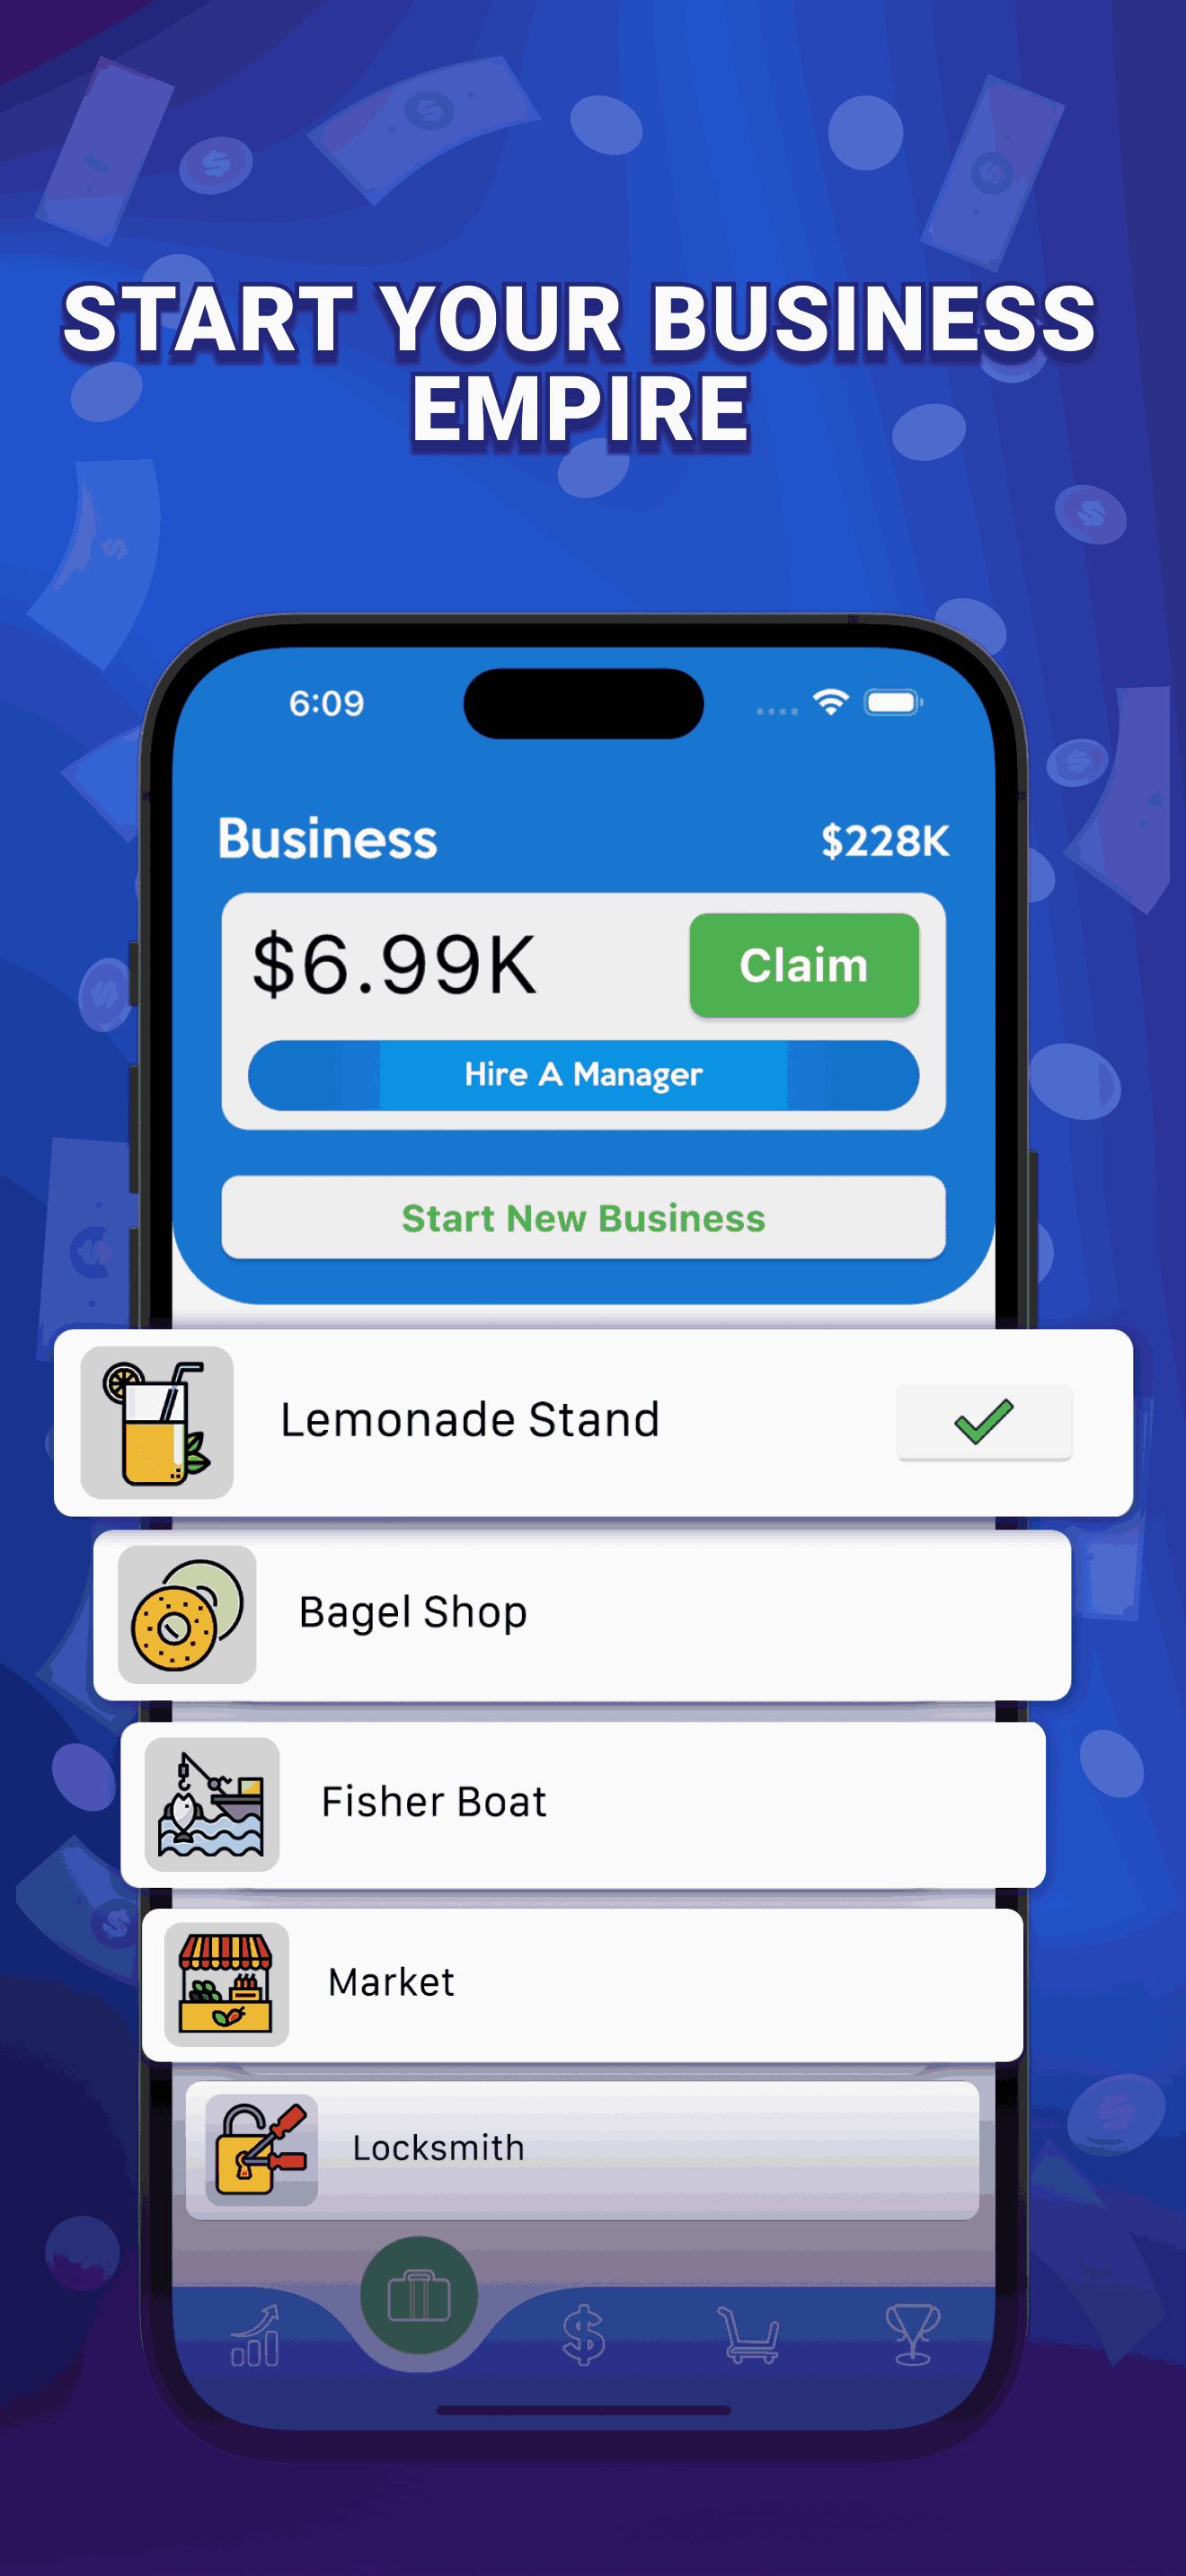 START YOUR BUSINESS
EMPIRE
6:09
Business
$228K
$6.99K
Claim
Hire A Manager
Start New Business
Lemonade Stand
Bagel Shop
Fisher Boat
Market
Locksmith